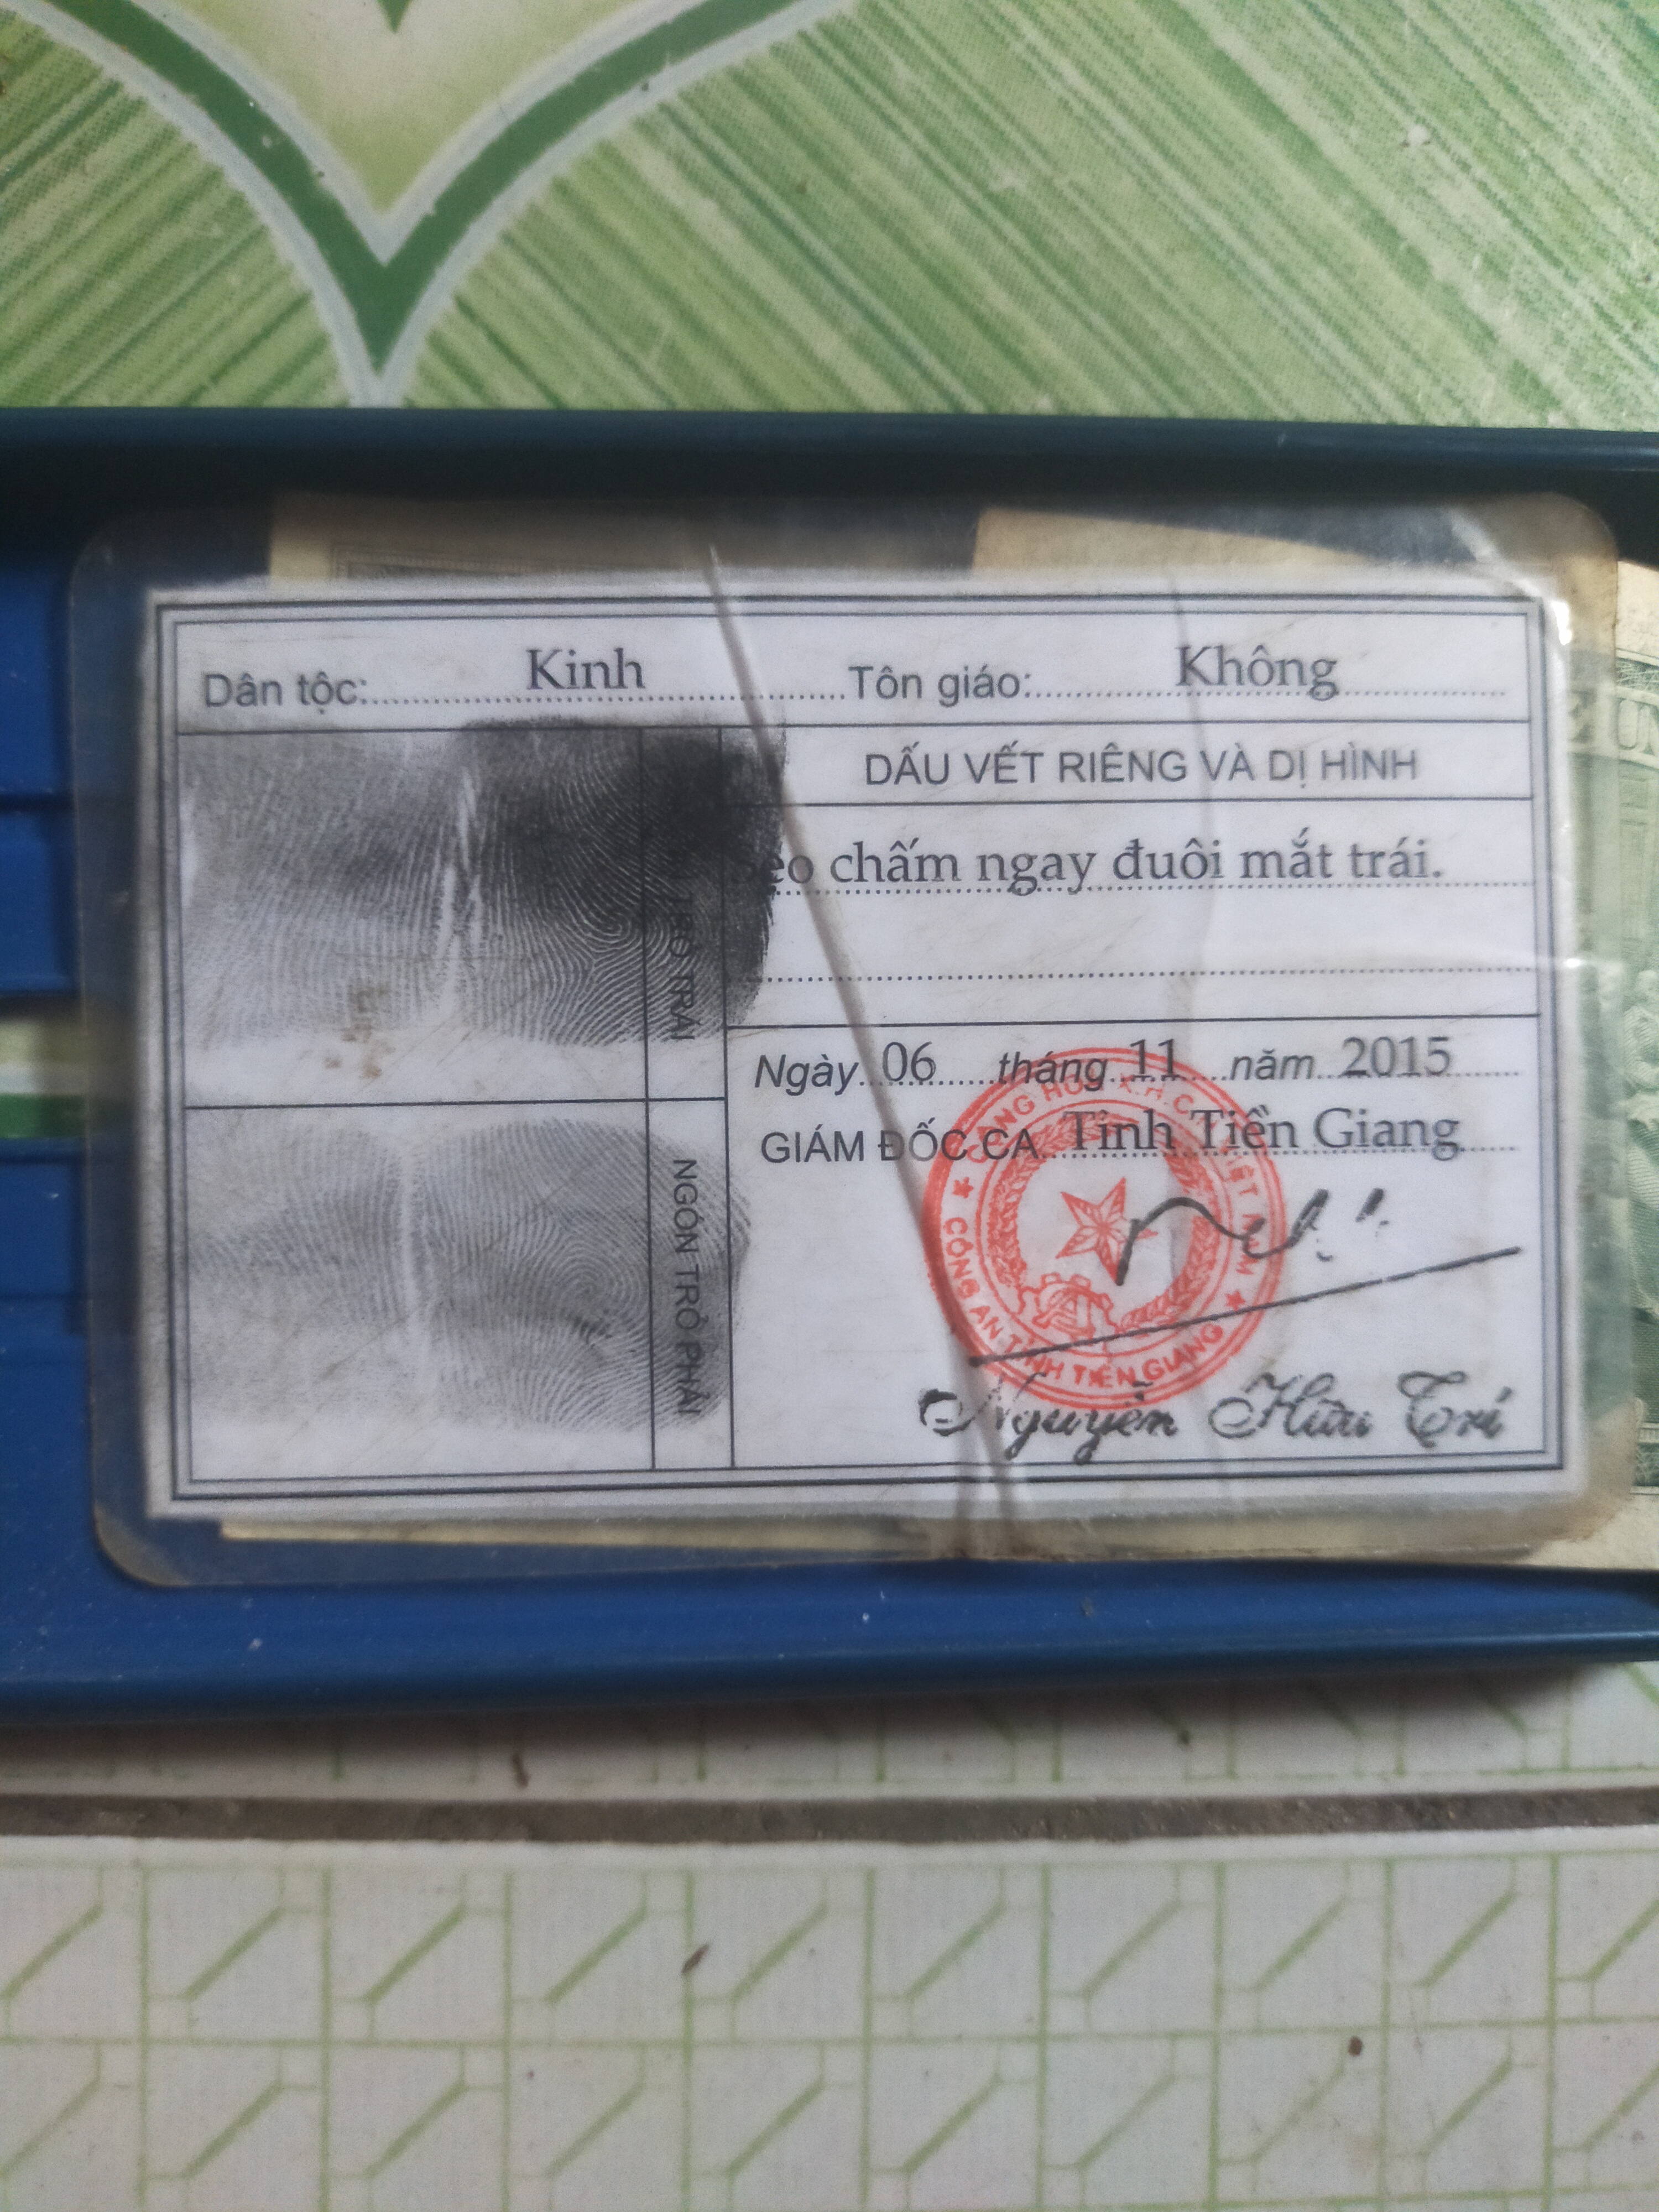 Dân tộc: Kinh Tôn giáo: Không
DẤU VẾT RIÊNG VÀ DỊ HÌNH
Sẹo chấm ngay đuôi mắt trái.
TRỎ TRÁI
Ngày 06 tháng 11 năm 2015
GIÁM ĐỐC CA Tỉnh Tiền Giang
NGÓN TRỎ PHẢI
CÔNG AN TỈNH TIỀN GIANG
Nguyễn Hữu Trí